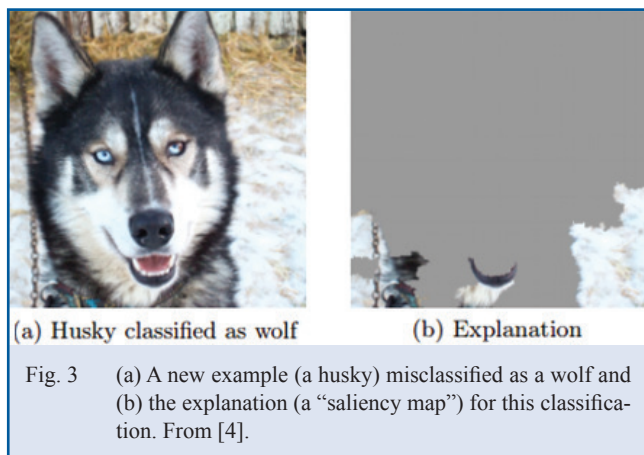 (a) Husky classified as wolf
(b) Explanation
Fig. 3 (a) A new example (a husky) misclassified as a wolf and
(b) the explanation (a “saliency map”) for this classifica-
tion. From [4].